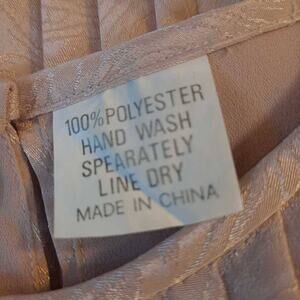 100% POLYESTER
HAND WASH
SPEARATELY
LINE DRY
MADE IN CHINA